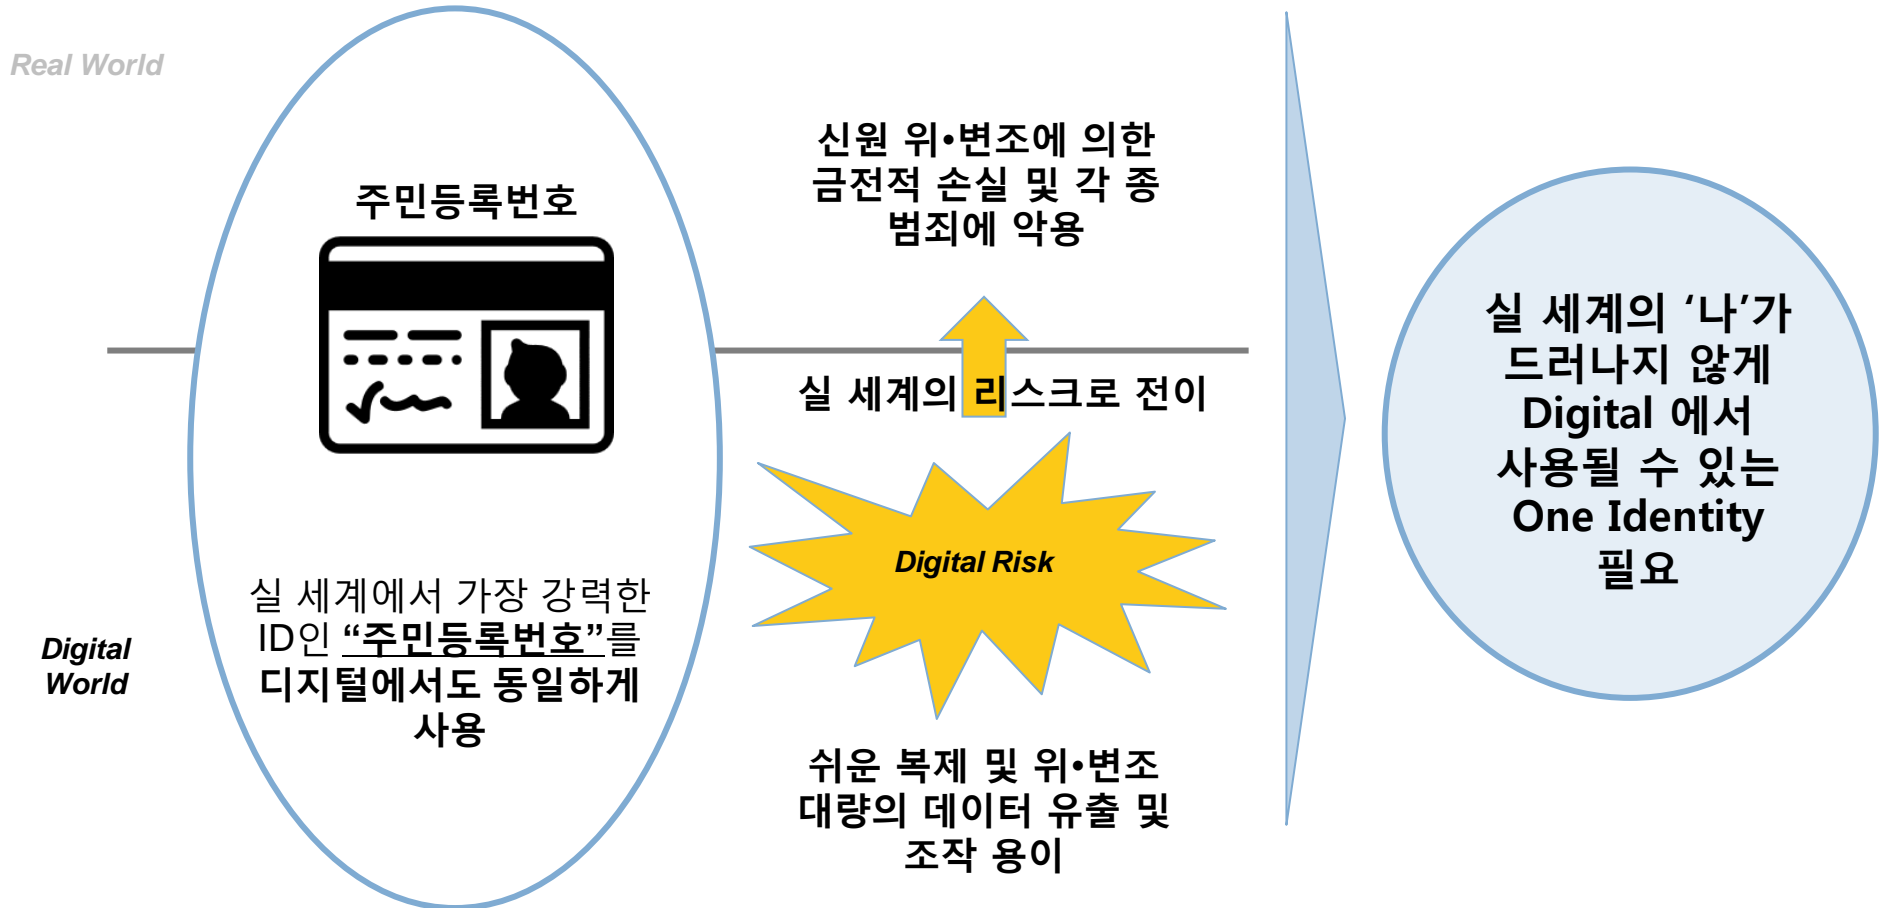 Real World
주민등록번호
실 세계에서 가장 강력한
ID인 “주민등록번호”를
디지털에서도 동일하게
사용
Digital
World
신원 위•변조에 의한
금전적 손실 및 각 종
범죄에 악용
실 세계의 리스크로 전이
Digital Risk
쉬운 복제 및 위•변조
대량의 데이터 유출 및
조작 용이
실 세계의 ‘나’가
드러나지 않게
Digital 에서
사용될 수 있는
One Identity
필요